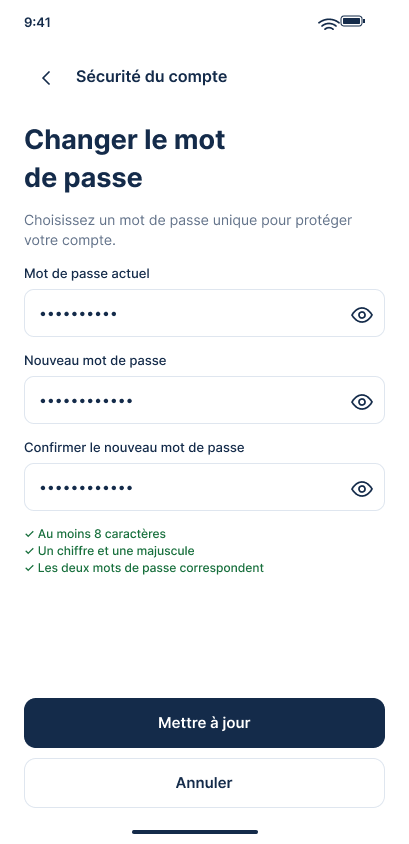 9:41
Sécurité du compte
Changer le mot
de passe
Choisissez un mot de passe unique pour protéger
votre compte.
Mot de passe actuel
••••••••••
Nouveau mot de passe
••••••••••••
Confirmer le nouveau mot de passe
••••••••••••
✓ Au moins 8 caractères
✓ Un chiffre et une majuscule
✓ Les deux mots de passe correspondent
Mettre à jour
Annuler